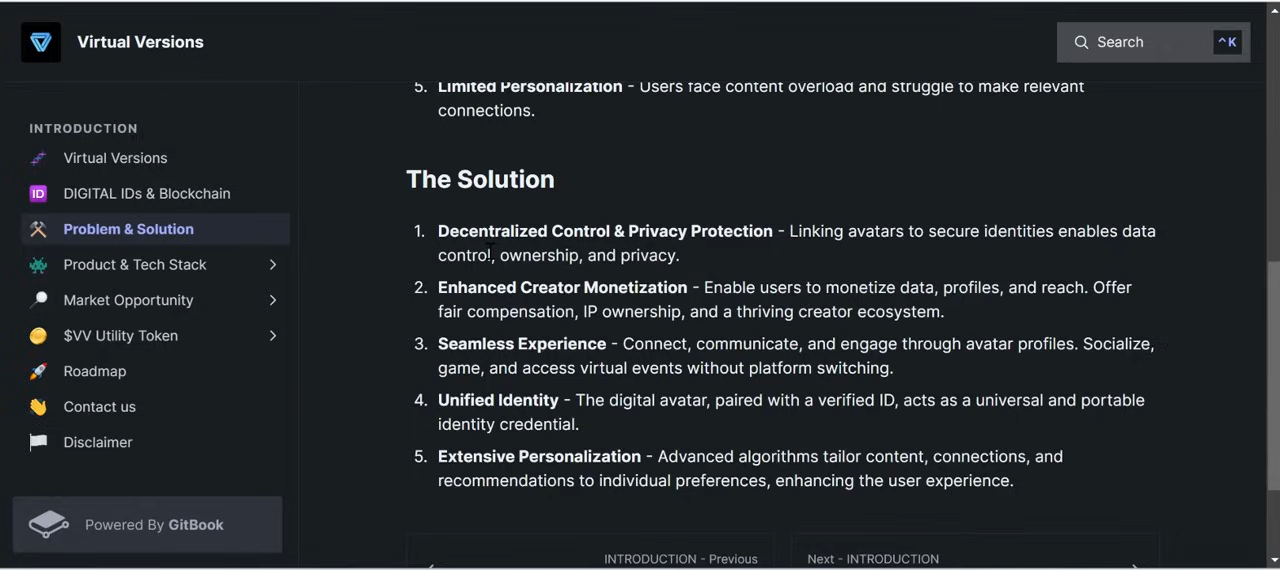 Virtual Versions
Search
^K
INTRODUCTION
Virtual Versions
ID
DIGITAL IDs & Blockchain
Problem & Solution
Product & Tech Stack
Market Opportunity
$VV Utility Token
Roadmap
Contact us
Disclaimer
Powered By GitBook
5. Limited Personalization - Users face content overload and struggle to make relevant
connections.
The Solution
1. Decentralized Control & Privacy Protection - Linking avatars to secure identities enables data
control, ownership, and privacy.
2. Enhanced Creator Monetization - Enable users to monetize data, profiles, and reach. Offer
fair compensation, IP ownership, and a thriving creator ecosystem.
3. Seamless Experience - Connect, communicate, and engage through avatar profiles. Socialize,
game, and access virtual events without platform switching.
4. Unified Identity - The digital avatar, paired with a verified ID, acts as a universal and portable
identity credential.
5. Extensive Personalization - Advanced algorithms tailor content, connections, and
recommendations to individual preferences, enhancing the user experience.
INTRODUCTION - Previous
Next - INTRODUCTION